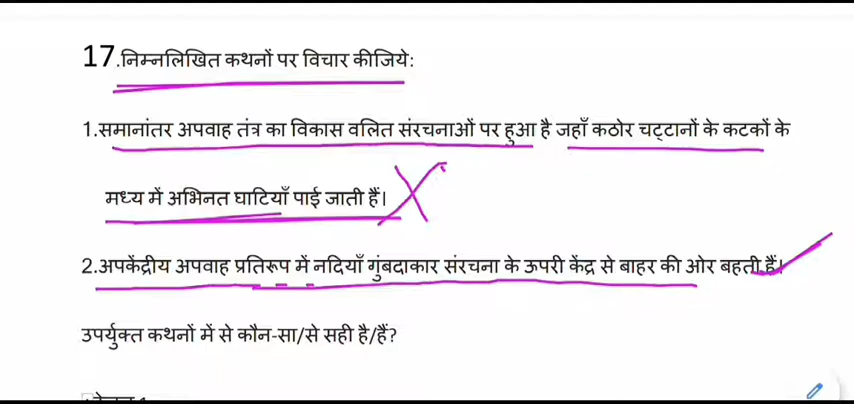 17.निम्नलिखित कथनों पर विचार कीजिये:
1.समानांतर अपवाह तंत्र का विकास वलित संरचनाओं पर हुआ है जहाँ कठोर चट्टानों के कटकों के
मध्य में अभिनत घाटियाँ पाई जाती हैं।
2.अपकेंद्रीय अपवाह प्रतिरूप में नदियाँ गुंबदाकार संरचना के ऊपरी केंद्र से बाहर की ओर बहती हैं।
उपर्युक्त कथनों में से कौन-सा/से सही है/हैं?